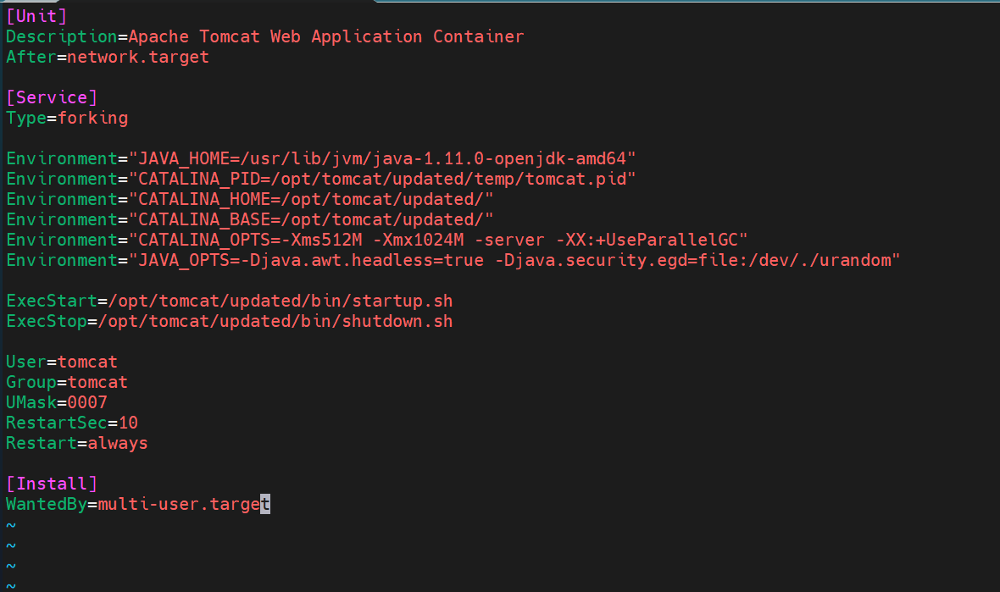 [Unit]
Description=Apache Tomcat Web Application Container
After=network.target

[Service]
Type=forking

Environment="JAVA_HOME=/usr/lib/jvm/java-1.11.0-openjdk-amd64"
Environment="CATALINA_PID=/opt/tomcat/updated/temp/tomcat.pid"
Environment="CATALINA_HOME=/opt/tomcat/updated/"
Environment="CATALINA_BASE=/opt/tomcat/updated/"
Environment="CATALINA_OPTS=-Xms512M -Xmx1024M -server -XX:+UseParallelGC"
Environment="JAVA_OPTS=-Djava.awt.headless=true -Djava.security.egd=file:/dev/./urandom"

ExecStart=/opt/tomcat/updated/bin/startup.sh
ExecStop=/opt/tomcat/updated/bin/shutdown.sh

User=tomcat
Group=tomcat
UMask=0007
RestartSec=10
Restart=always

[Install]
WantedBy=multi-user.target
~
~
~
~